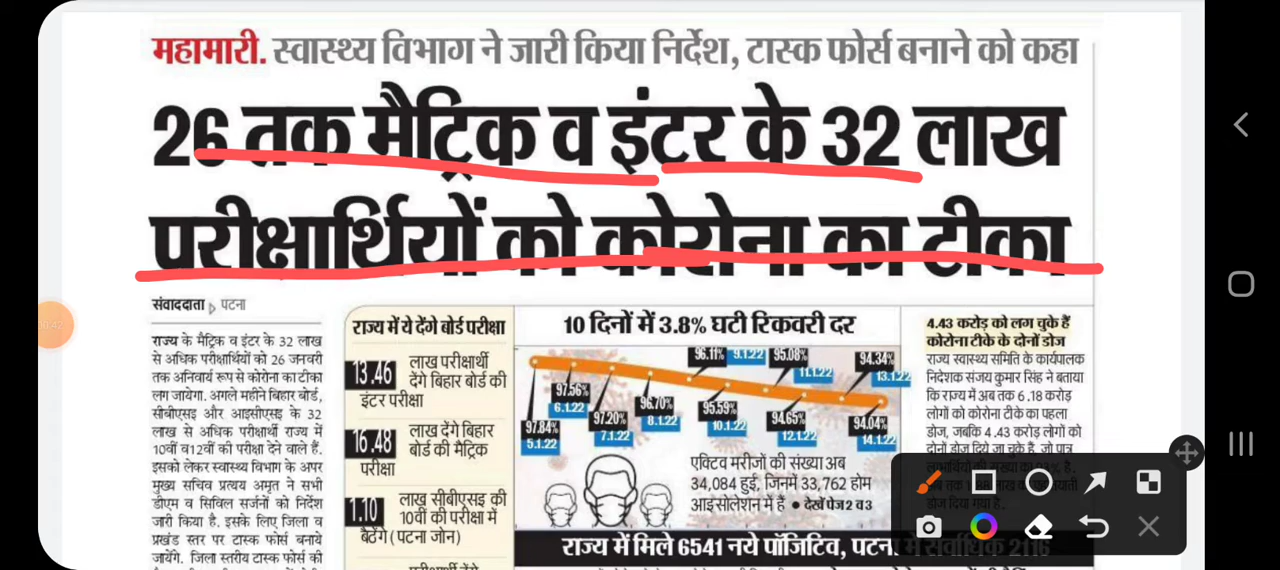 महामारी. स्वास्थ्य विभाग ने जारी किया निर्देश, टास्क फोर्स बनाने को कहा
26 तक मैट्रिक व इंटर के 32 लाख
परीक्षार्थियों को कोरोना का टीका
संवाददाता ▷ पटना
राज्य के मैट्रिक व इंटर के 32 लाख
से अधिक परीक्षार्थियों को 26 जनवरी
तक अनिवार्य रूप से कोरोना का टीका
लग जायेगा. अगले महीने बिहार बोर्ड,
सीबीएसइ और आइसीएसइ के 32
लाख से अधिक परीक्षार्थी राज्य में
10वीं व12वीं की परीक्षा देने वाले हैं.
इसको लेकर स्वास्थ्य विभाग के अपर
मुख्य सचिव प्रत्यय अमृत ने सभी
डीएम व सिविल सर्जनों को निर्देश
जारी किया है. इसके लिए जिला व
प्रखंड स्तर पर टास्क फोर्स बनाये
जायेंगे. जिला स्तरीय टास्क फोर्स की
राज्य में ये देंगे बोर्ड परीक्षा
13.46 लाख परीक्षार्थी
देंगे बिहार बोर्ड की
इंटर परीक्षा
16.48 लाख देंगे बिहार
बोर्ड की मैट्रिक
परीक्षा
1.10 लाख सीबीएसइ की
10वीं की परीक्षा में
बैठेंगे (पटना जोन)
10 दिनों में 3.8% घटी रिकवरी दर
97.84% 5.1.22
97.56% 6.1.22
97.20% 7.1.22
96.70% 8.1.22
96.11% 9.1.22
95.59% 10.1.22
95.08% 11.1.22
94.65% 12.1.22
94.34% 13.1.22
94.04% 14.1.22
एक्टिव मरीजों की संख्या अब
34,084 हुई, जिनमें 33,762 होम
आइसोलेशन में हैं ● देखें पेज 2 व 3
राज्य में मिले 6541 नये पॉजिटिव, पटना में सर्वाधिक 2116
4.43 करोड़ को लग चुके हैं
कोरोना टीके के दोनों डोज
राज्य स्वास्थ्य समिति के कार्यपालक
निदेशक संजय कुमार सिंह ने बताया
कि राज्य में अब तक 6.18 करोड़
लोगों को कोरोना टीके का पहला
डोज, जबकि 4.43 करोड़ लोगों को
दोनों डोज दिये जा चुके है, जो पात्र
डोज दिया गया है.